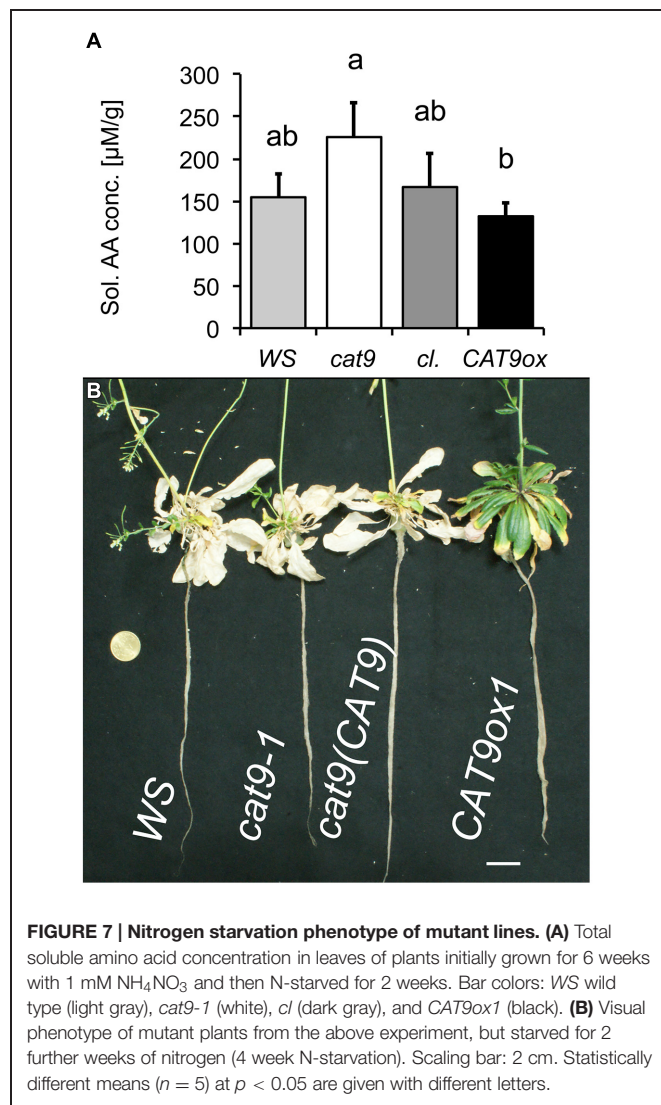 A
a
ab
ab
b
300
250
200
150
100
50
0
Sol. AA conc. [µM/g]
WS cat9 cl. CAT9ox
B
WS
cat9-1
cat9(CAT9)
CAT9ox1
FIGURE 7 | Nitrogen starvation phenotype of mutant lines. (A) Total
soluble amino acid concentration in leaves of plants initially grown for 6 weeks
with 1 mM NH₄NO₃ and then N-starved for 2 weeks. Bar colors: WS wild
type (light gray), cat9-1 (white), cl (dark gray), and CAT9ox1 (black). (B) Visual
phenotype of mutant plants from the above experiment, but starved for 2
further weeks of nitrogen (4 week N-starvation). Scaling bar: 2 cm. Statistically
different means (n = 5) at p < 0.05 are given with different letters.